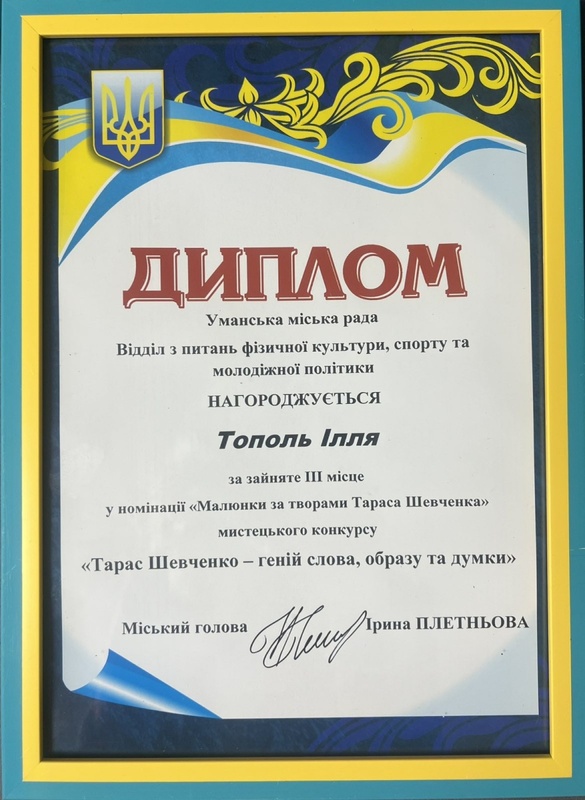 ДИПЛОМ
Уманська міська рада
Відділ з питань фізичної культури, спорту та
молодіжної політики
НАГОРОДЖУЄТЬСЯ
Тополь Ілля
за зайняте ІІІ місце
у номінації «Малюнки за творами Тараса Шевченка»
мистецького конкурсу
«Тарас Шевченко – геній слова, образу та думки»
Міський голова Ірина ПЛЕТНЬОВА